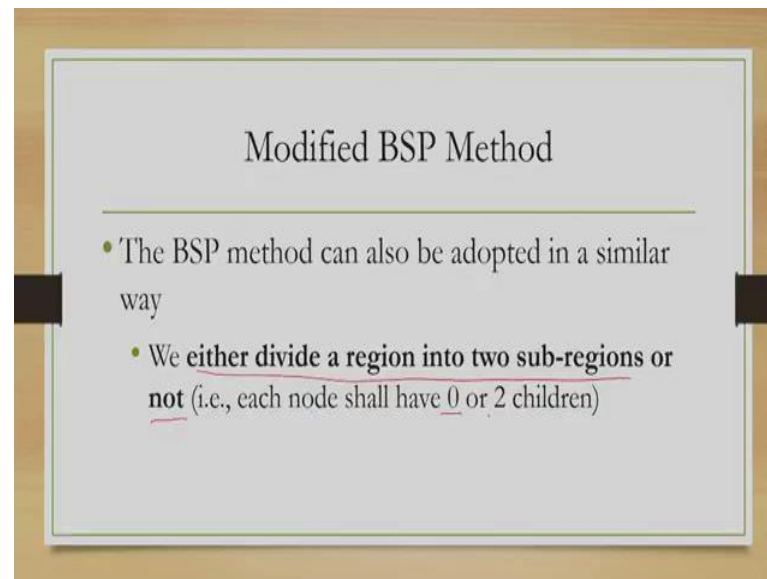 Modified BSP Method
• The BSP method can also be adopted in a similar
way
• We either divide a region into two sub-regions or
not (i.e., each node shall have 0 or 2 children)